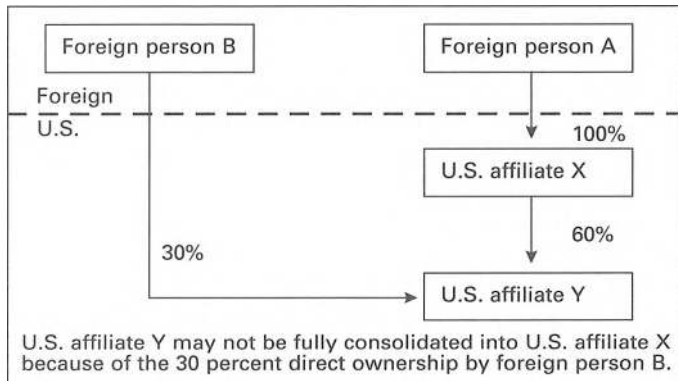 Foreign person B
Foreign person A
Foreign
U.S.
100%
U.S. affiliate X
30%
60%
U.S. affiliate Y
U.S. affiliate Y may not be fully consolidated into U.S. affiliate X
because of the 30 percent direct ownership by foreign person B.